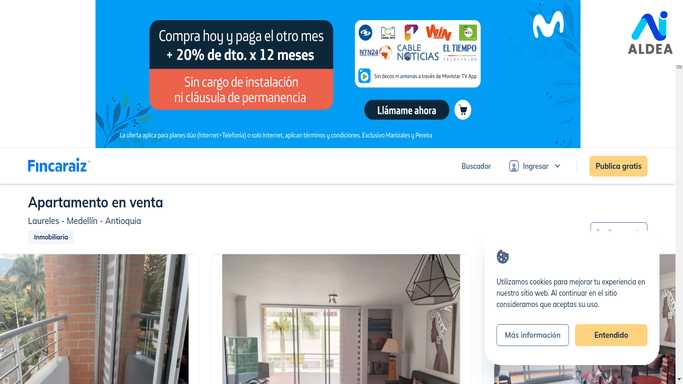 Compra hoy y paga el otro mes
+ 20% de dto. x 12 meses
Sin cargo de instalación
ni cláusula de permanencia
WIN
NTN24
CABLE
NOTICIAS
EL TIEMPO
TELEVISIÓN
Sin decos ni antenas a través de Movistar TV App
Llámame ahora
La oferta aplica para planes dúo (Internet+Telefonía) o solo Internet, aplican términos y condiciones. Exclusivo Manizales y Pereira
ALDEA
Fincaraiz
Buscador
Ingresar
Publica gratis
Apartamento en venta
Laureles - Medellín - Antioquia
Inmobiliaria
Utilizamos cookies para mejorar tu experiencia en
nuestro sitio web. Al continuar en el sitio
consideramos que aceptas su uso.
Más información
Entendido